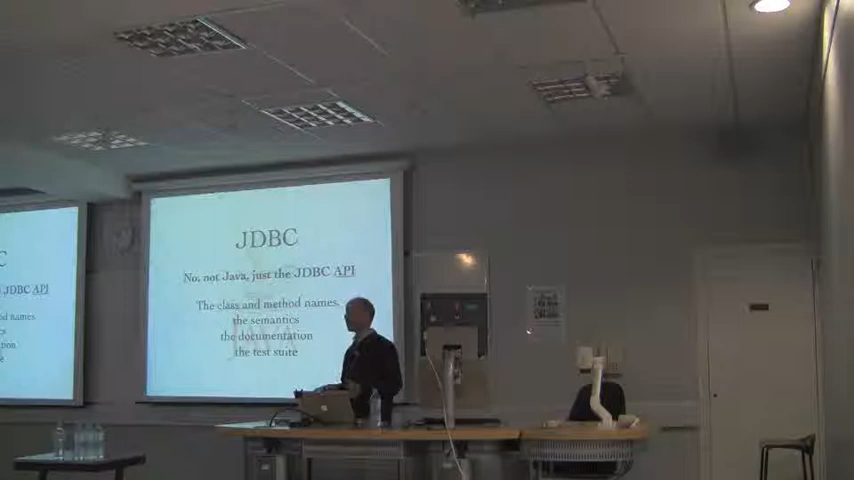 C
JDBC API
JDBC
No, not Java, just the JDBC API
The class and method names,
the semantics
the documentation
the test suite